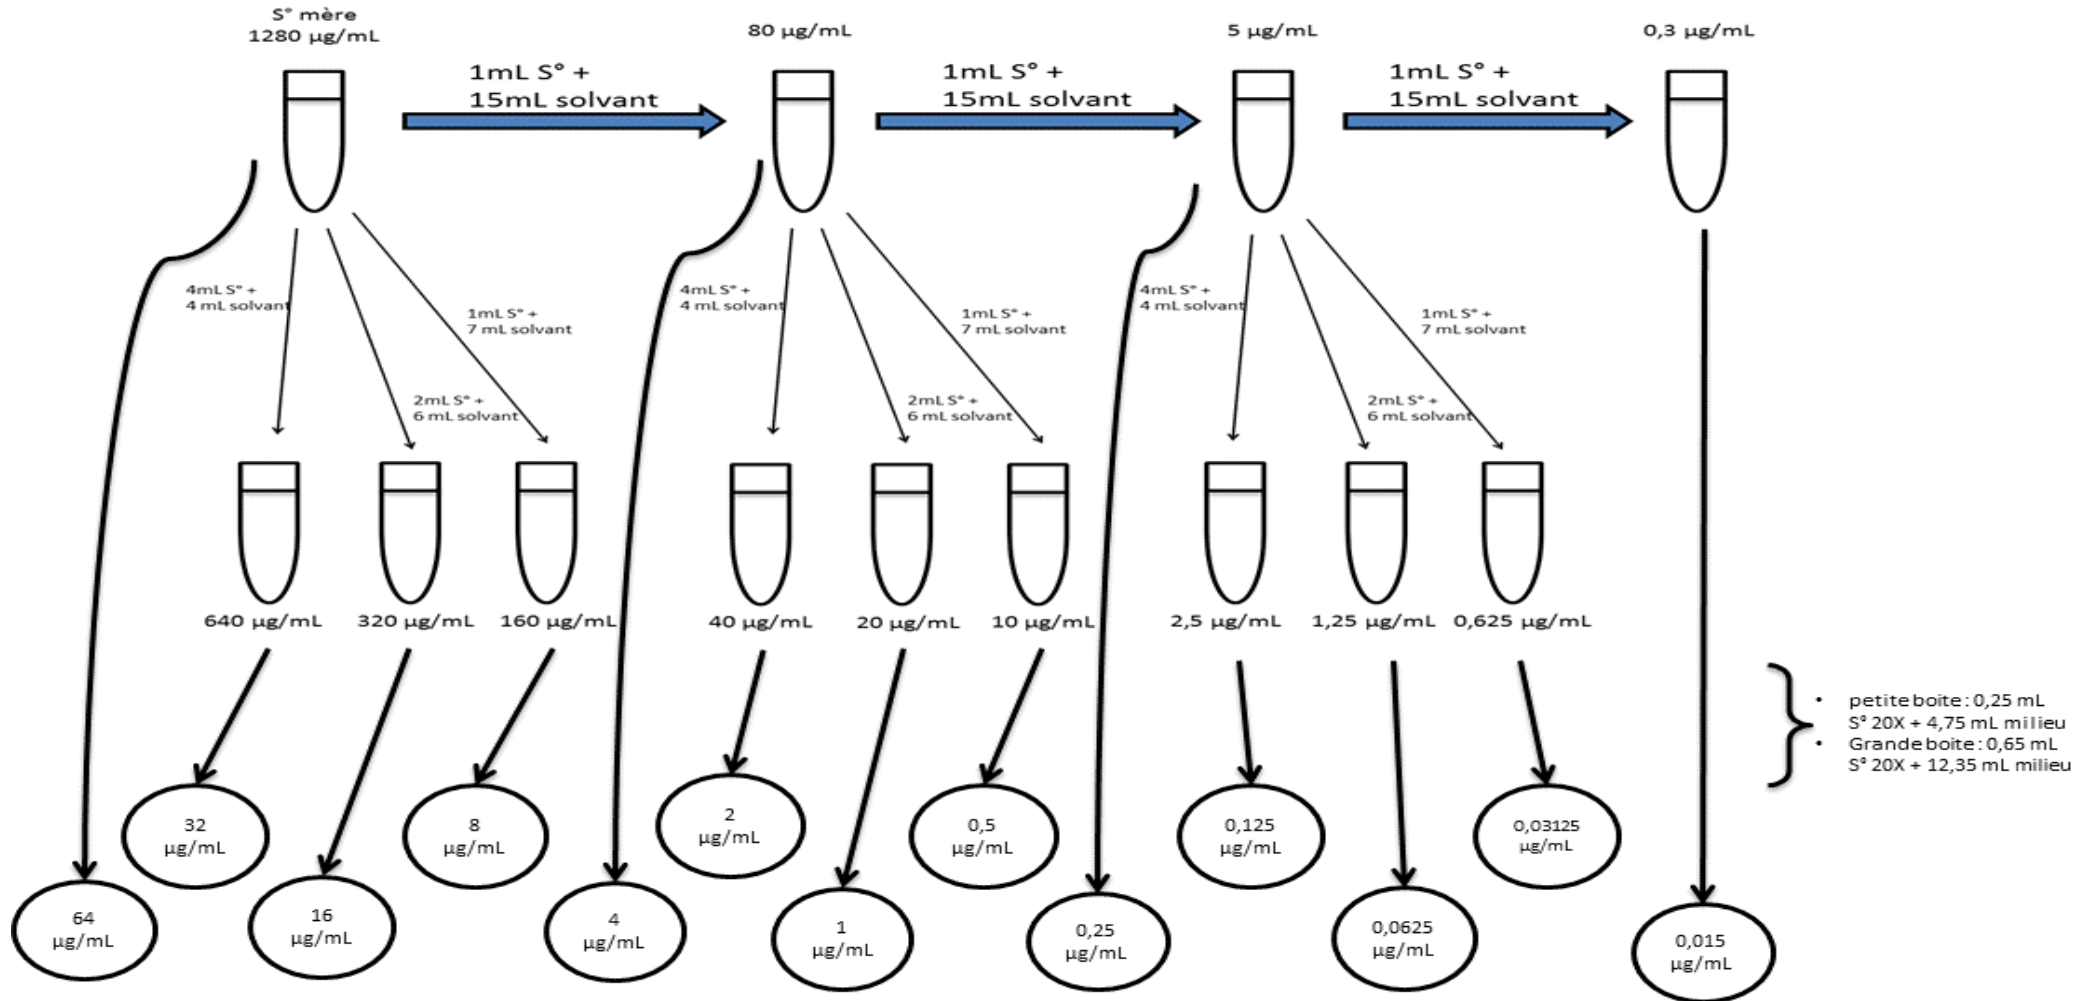 S° mère
1280 µg/mL
80 µg/mL
5 µg/mL
0,3 µg/mL
1mL S° +
15mL solvant
1mL S° +
15mL solvant
1mL S° +
15mL solvant
4mL S° +
4 mL solvant
1mL S° +
7 mL solvant
2mL S° +
6 mL solvant
4mL S° +
4 mL solvant
1mL S° +
7 mL solvant
2mL S° +
6 mL solvant
4mL S° +
4 mL solvant
1mL S° +
7 mL solvant
2mL S° +
6 mL solvant
640 µg/mL
320 µg/mL
160 µg/mL
40 µg/mL
20 µg/mL
10 µg/mL
2,5 µg/mL
1,25 µg/mL
0,625 µg/mL
• petite boite : 0,25 mL
S° 20X + 4,75 mL milieu
• Grande boite : 0,65 mL
S° 20X + 12,35 mL milieu
64
µg/mL
32
µg/mL
16
µg/mL
8
µg/mL
4
µg/mL
2
µg/mL
1
µg/mL
0,5
µg/mL
0,25
µg/mL
0,125
µg/mL
0,0625
µg/mL
0,03125
µg/mL
0,015
µg/mL